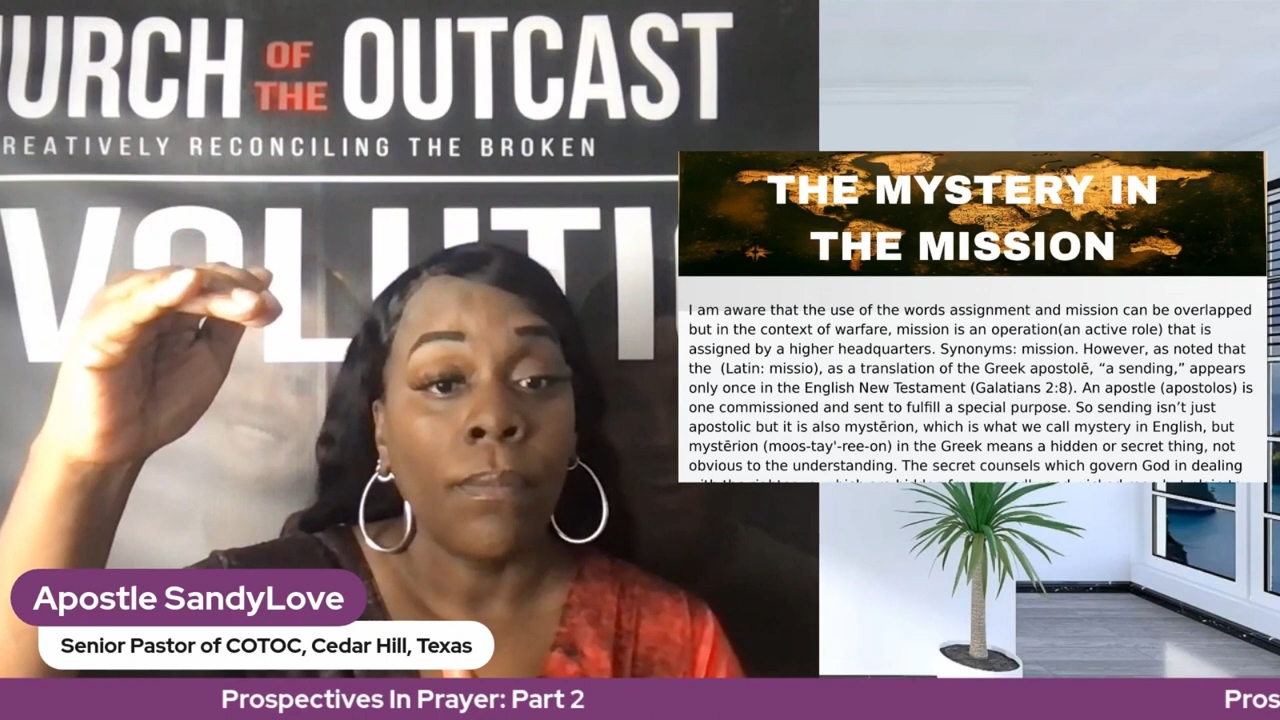 URCH OF THE OUTCAST
REATIVELY RECONCILING THE BROKEN
VOLUTI
THE MYSTERY IN
THE MISSION
I am aware that the use of the words assignment and mission can be overlapped
but in the context of warfare, mission is an operation(an active role) that is
assigned by a higher headquarters. Synonyms: mission. However, as noted that
the (Latin: missio), as a translation of the Greek apostolē, “a sending,” appears
only once in the English New Testament (Galatians 2:8). An apostle (apostolos) is
one commissioned and sent to fulfill a special purpose. So sending isn’t just
apostolic but it is also mystērion, which is what we call mystery in English, but
mystērion (moos-tay'-ree-on) in the Greek means a hidden or secret thing, not
obvious to the understanding. The secret counsels which govern God in dealing
Apostle SandyLove
Senior Pastor of COTOC, Cedar Hill, Texas
Prospectives In Prayer: Part 2
Pros